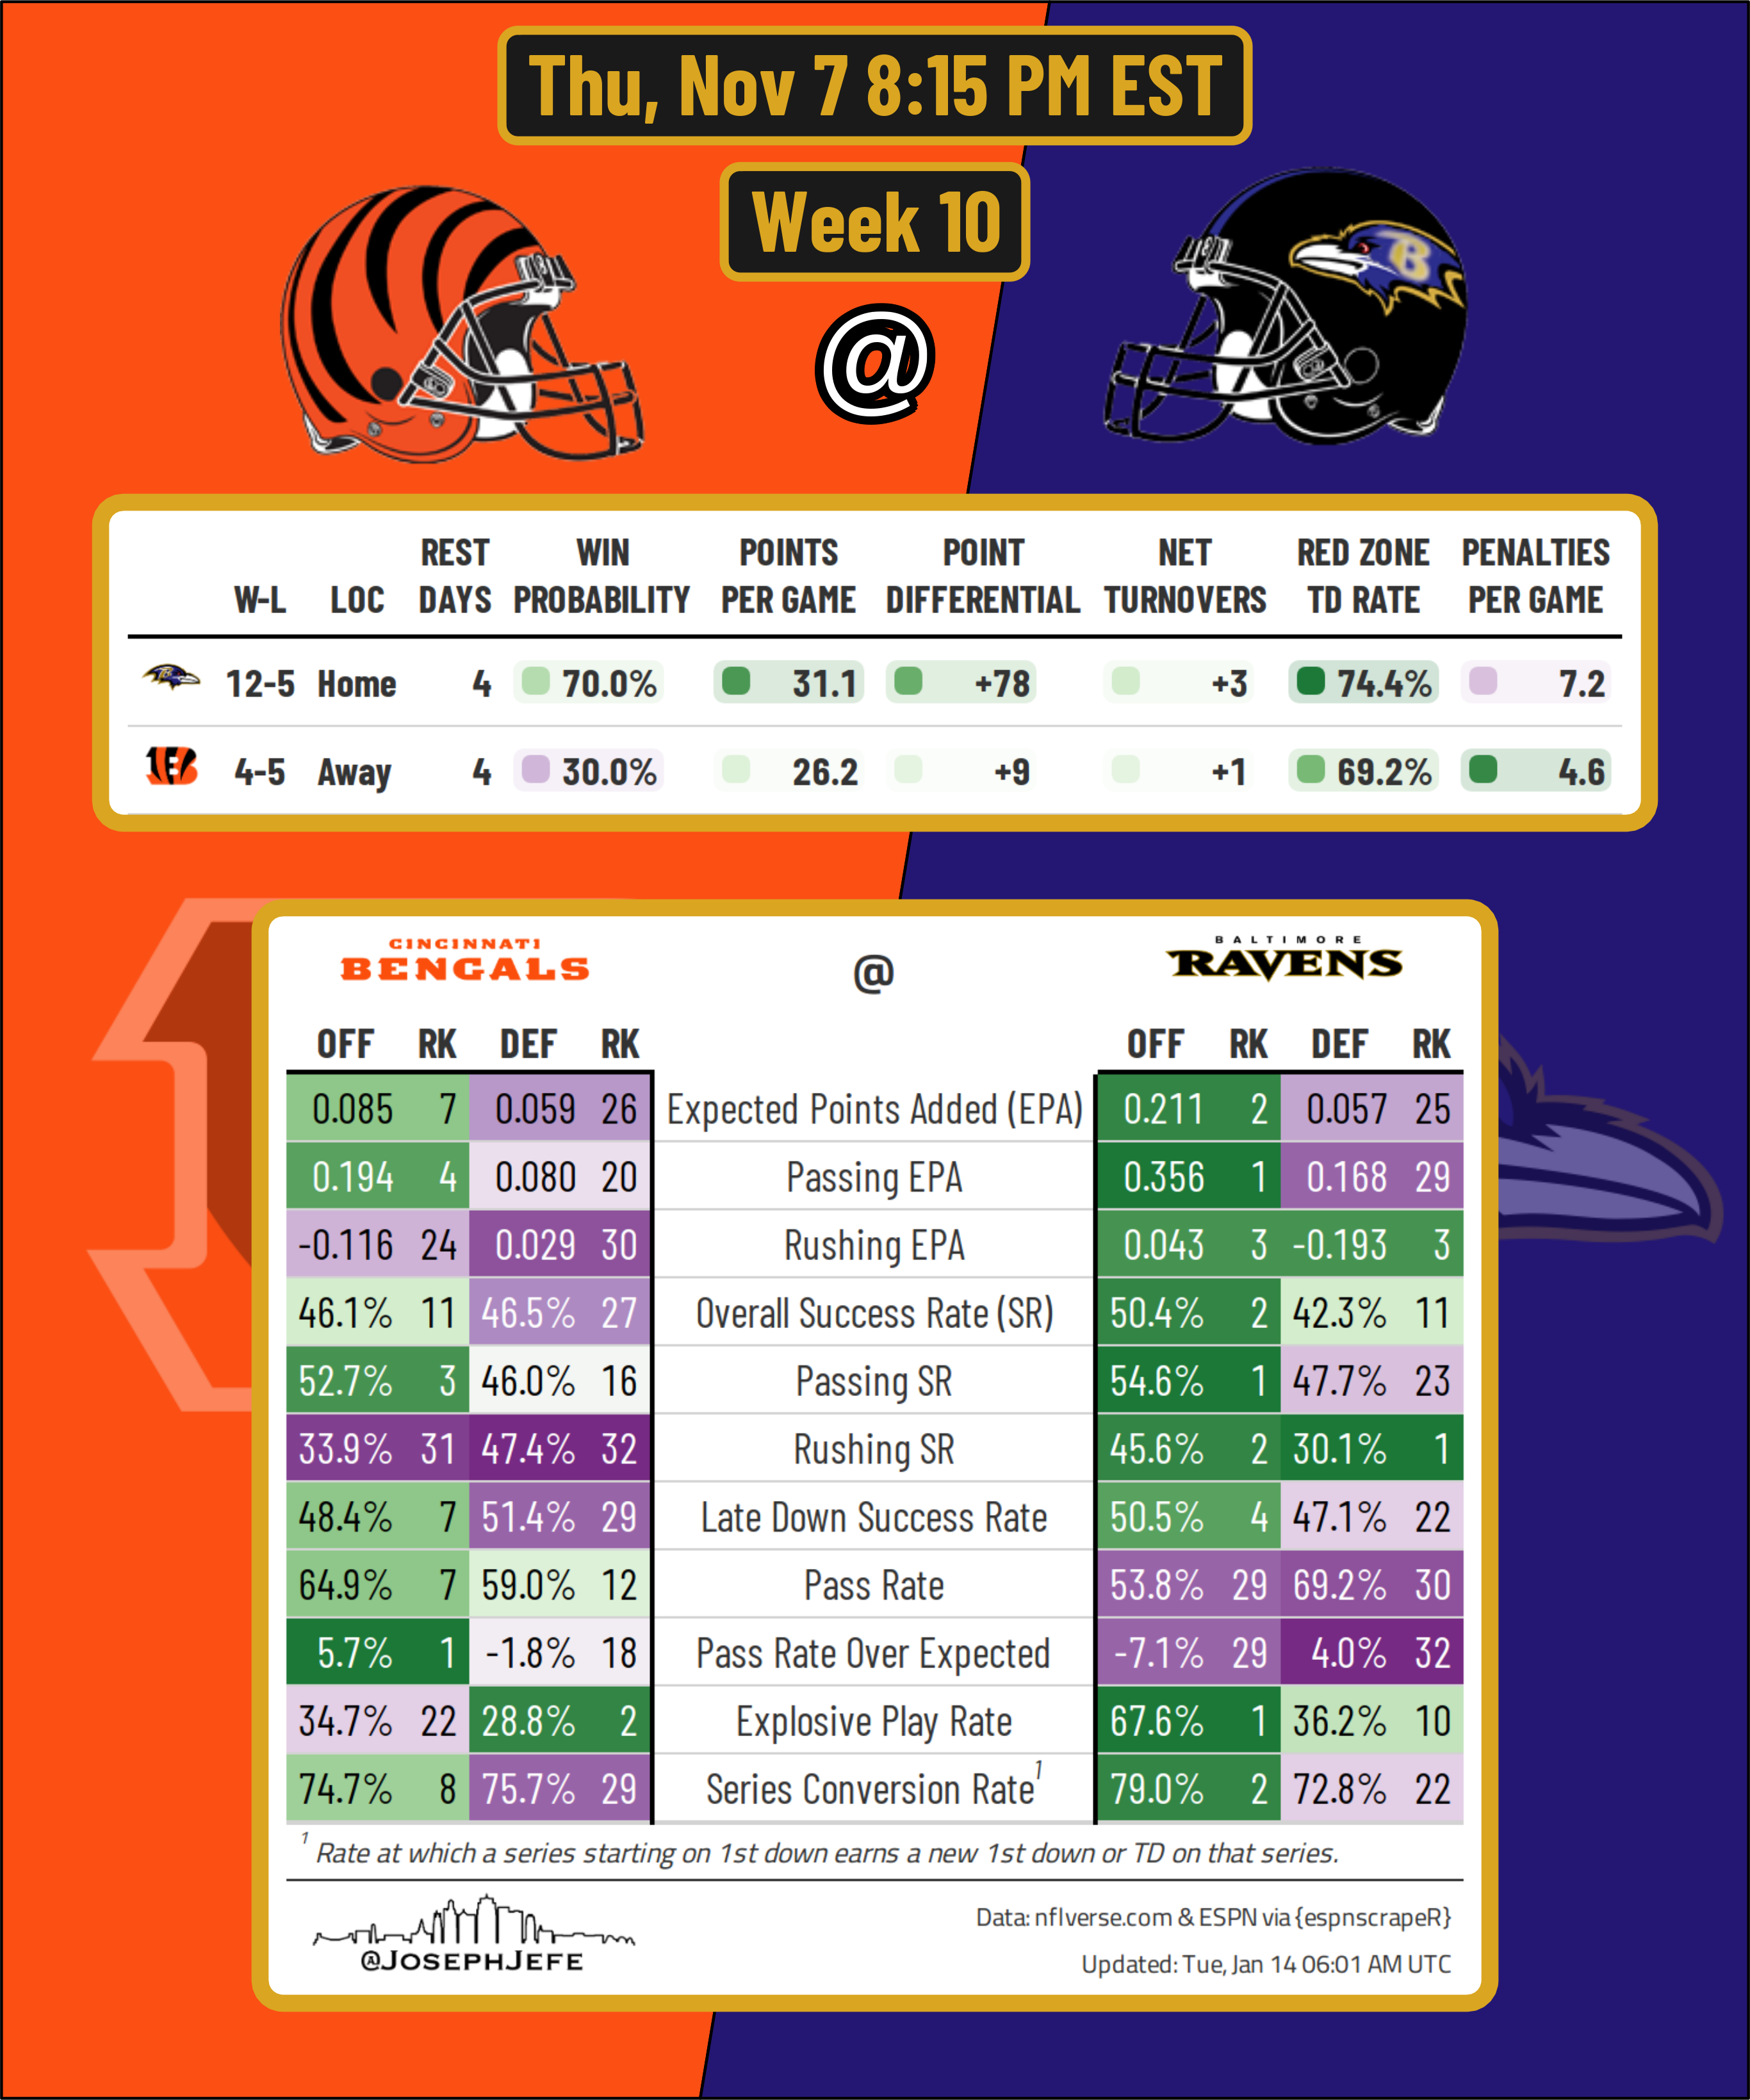 Thu, Nov 7 8:15 PM EST
Week 10
@
B
W-L LOC REST DAYS WIN PROBABILITY POINTS PER GAME POINT DIFFERENTIAL NET TURNOVERS RED ZONE TD RATE PENALTIES PER GAME
12-5 Home 4 70.0% 31.1 +78 +3 74.4% 7.2
4-5 Away 4 30.0% 26.2 +9 +1 69.2% 4.6
CINCINNATI BENGALS @ BALTIMORE RAVENS
OFF RK DEF RK OFF RK DEF RK
0.085 7 0.059 26 Expected Points Added (EPA) 0.211 2 0.057 25
0.194 4 0.080 20 Passing EPA 0.356 1 0.168 29
-0.116 24 0.029 30 Rushing EPA 0.043 3 -0.193 3
46.1% 11 46.5% 27 Overall Success Rate (SR) 50.4% 2 42.3% 11
52.7% 3 46.0% 16 Passing SR 54.6% 1 47.7% 23
33.9% 31 47.4% 32 Rushing SR 45.6% 2 30.1% 1
48.4% 7 51.4% 29 Late Down Success Rate 50.5% 4 47.1% 22
64.9% 7 59.0% 12 Pass Rate 53.8% 29 69.2% 30
5.7% 1 -1.8% 18 Pass Rate Over Expected -7.1% 29 4.0% 32
34.7% 22 28.8% 2 Explosive Play Rate 67.6% 1 36.2% 10
74.7% 8 75.7% 29 Series Conversion Rate¹ 79.0% 2 72.8% 22
¹ Rate at which a series starting on 1st down earns a new 1st down or TD on that series.
@JOSEPHJEFE
Data: nflverse.com & ESPN via {espnscrapeR}
Updated: Tue, Jan 14 06:01 AM UTC